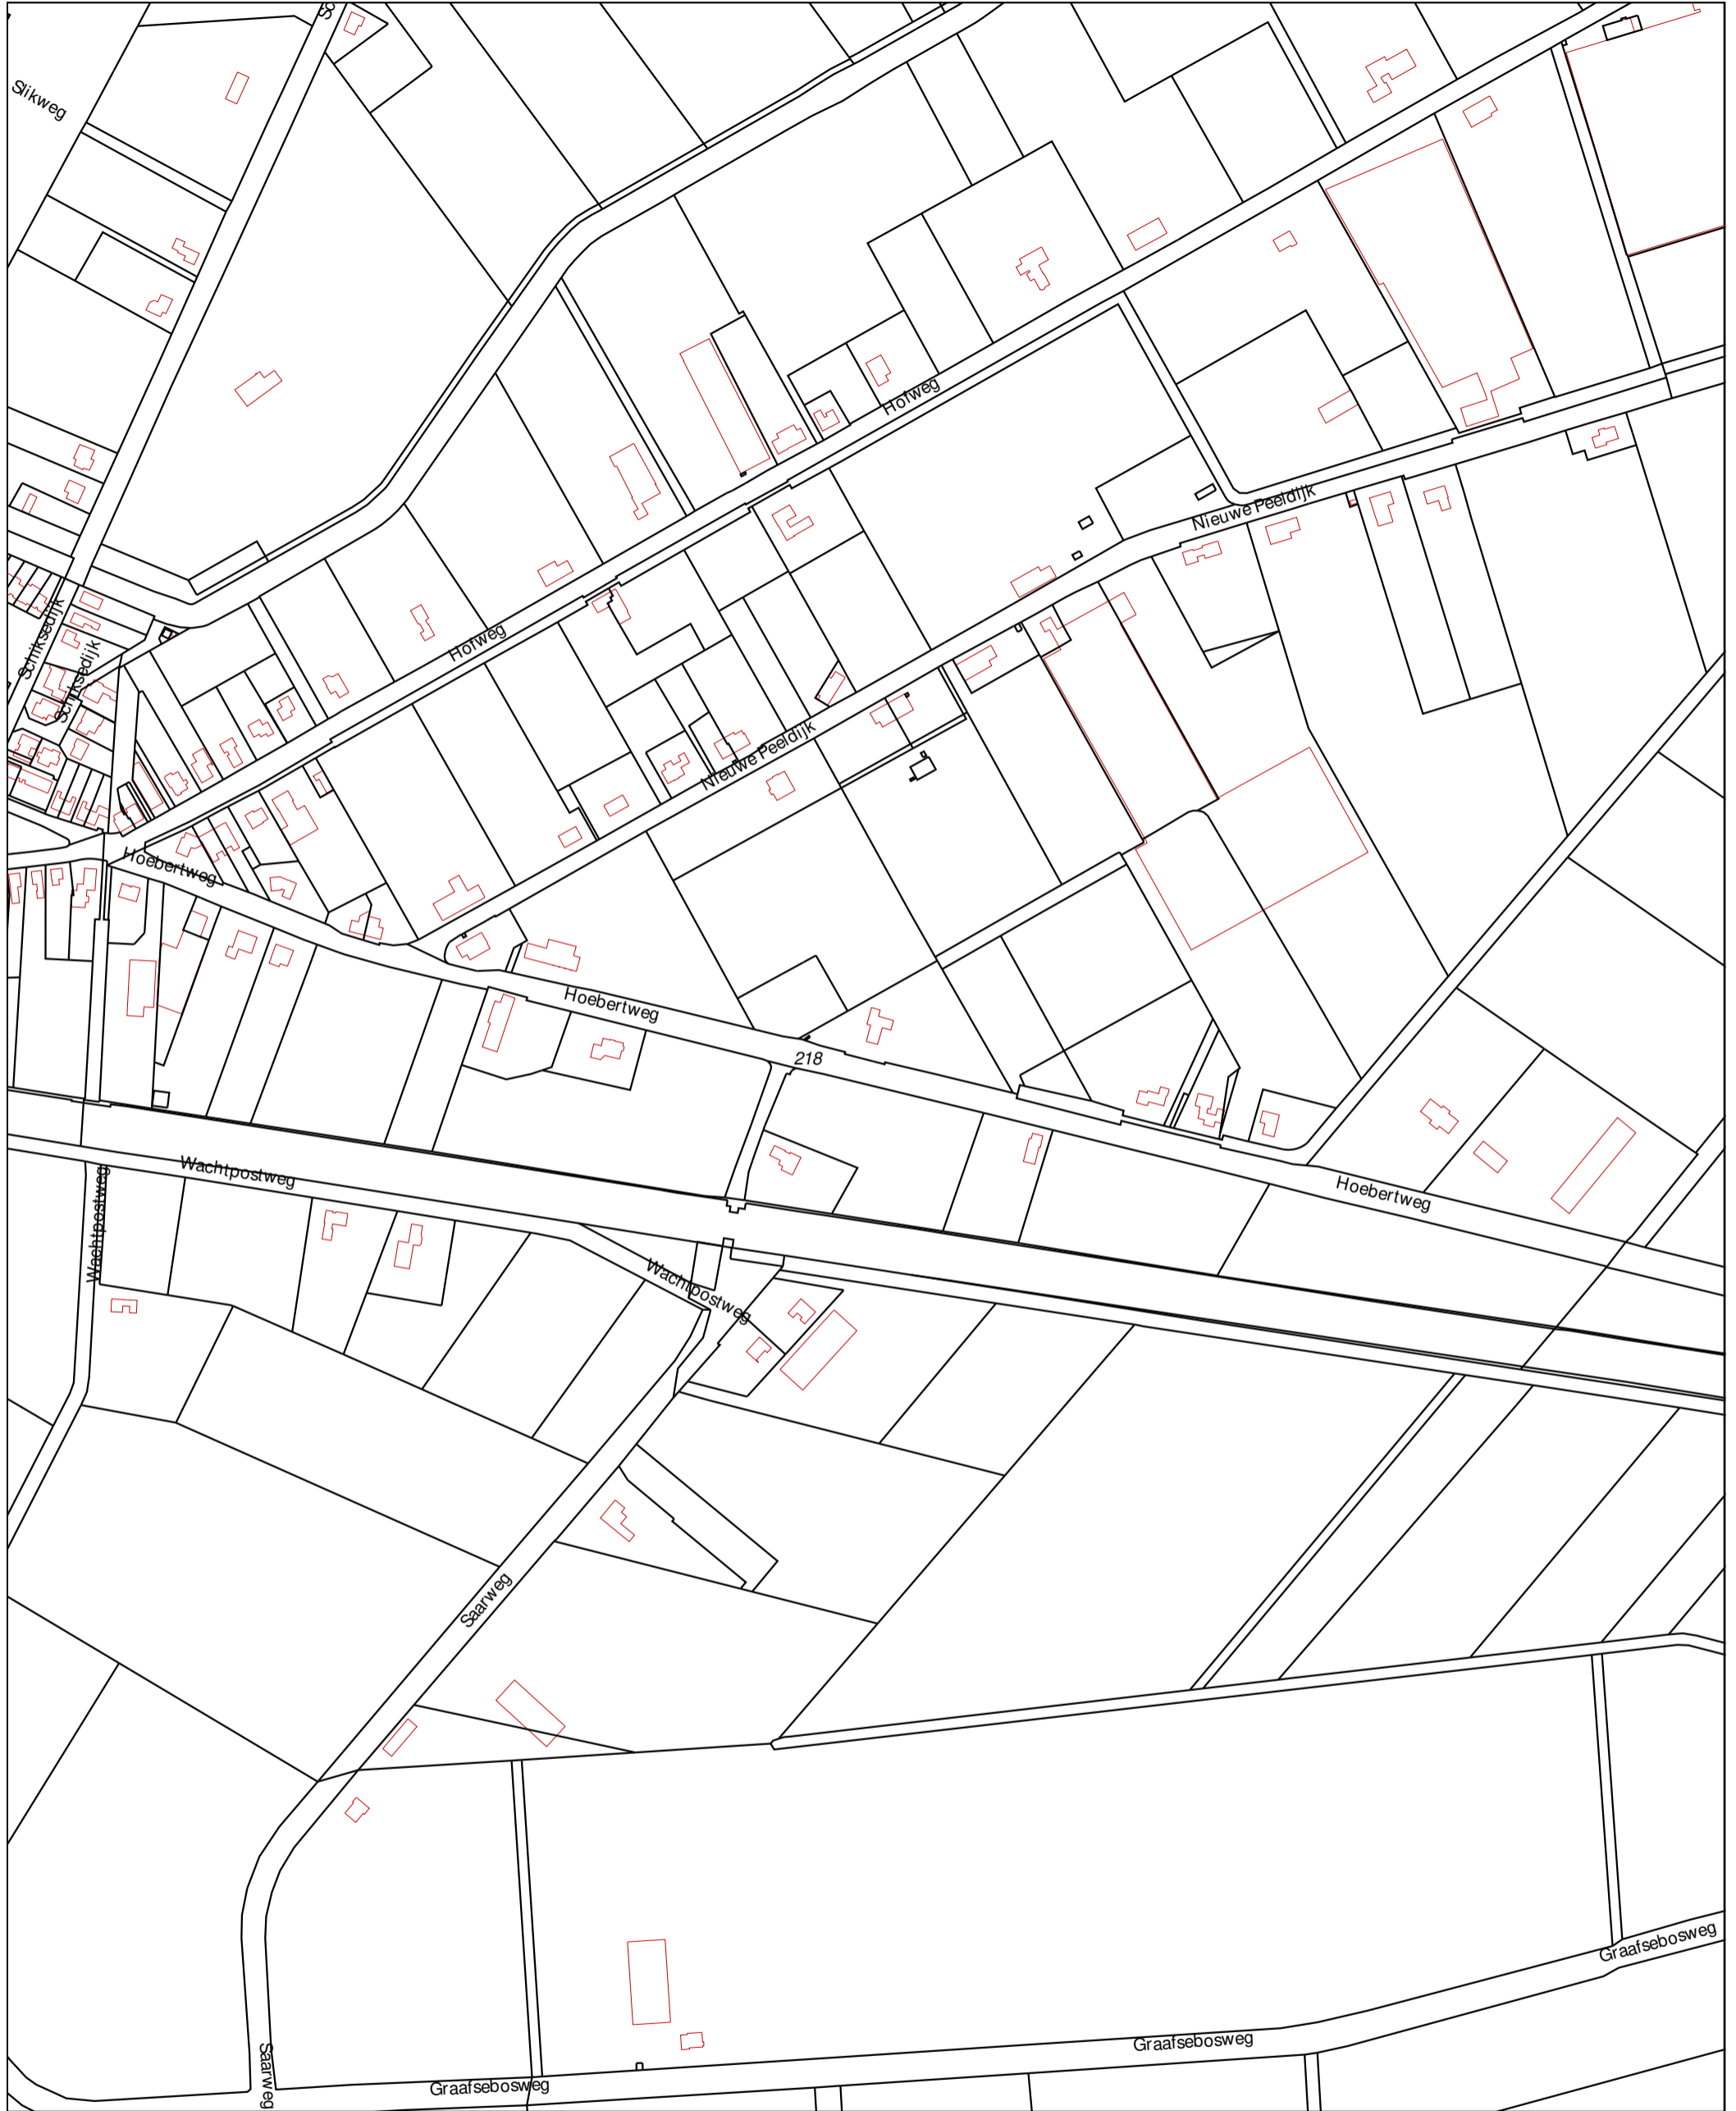 Sc
Slikweg
Hofweg
Nieuwe Peeldijk
Schiksedijk
Hofweg
Schiksedijk
Nieuwe Peeldijk
Hoebertweg
Hoebertweg
218
Wachtpostweg
Hoebertweg
Wachtpostweg
Wachtpostweg
Saarweg
Graafsebosweg
Graafsebosweg
Saarweg
Graafsebosweg